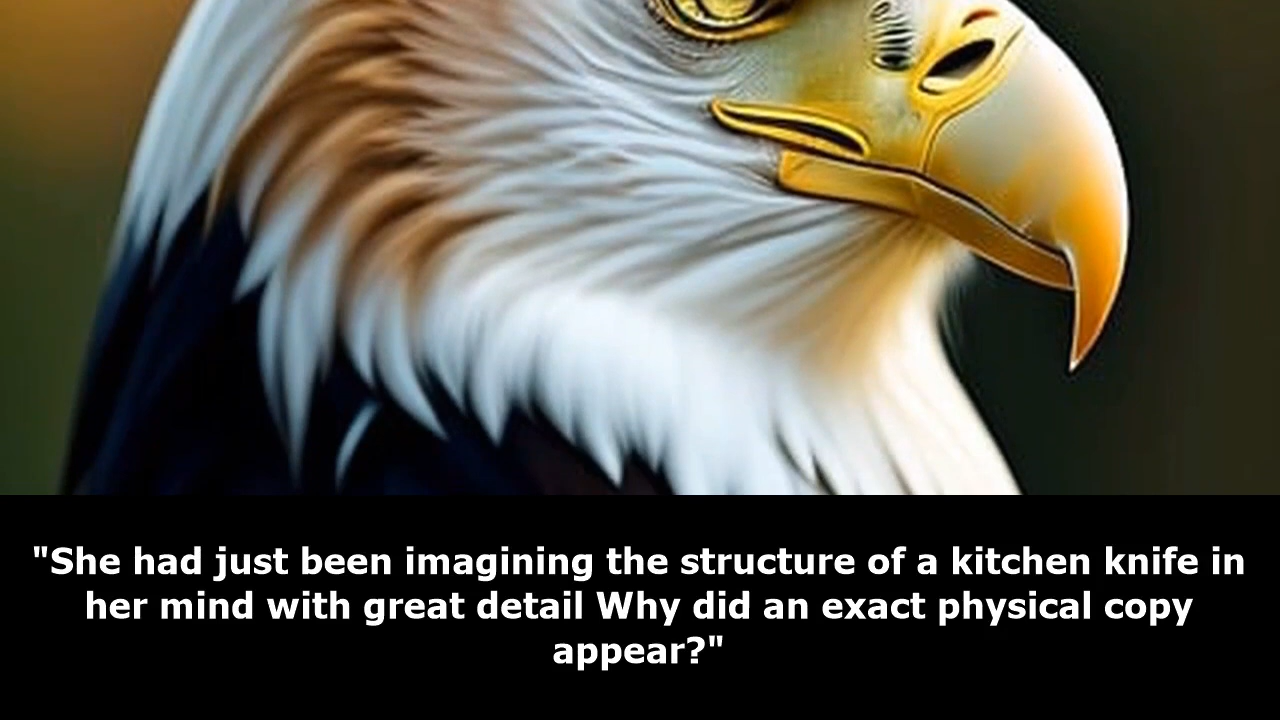 "She had just been imagining the structure of a kitchen knife in
her mind with great detail Why did an exact physical copy
appear?"